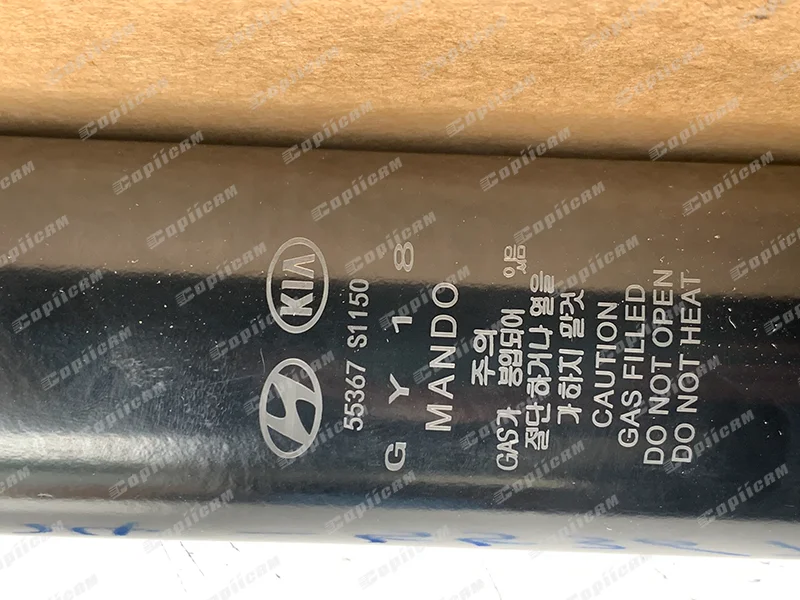 KIA
55367 S1150
G Y 1 8
MANDO
주의
GAS가 봉입되어 있음
절단하거나 열을
가하지 말것
CAUTION
GAS FILLED
DO NOT OPEN
DO NOT HEAT
CopiiCRM